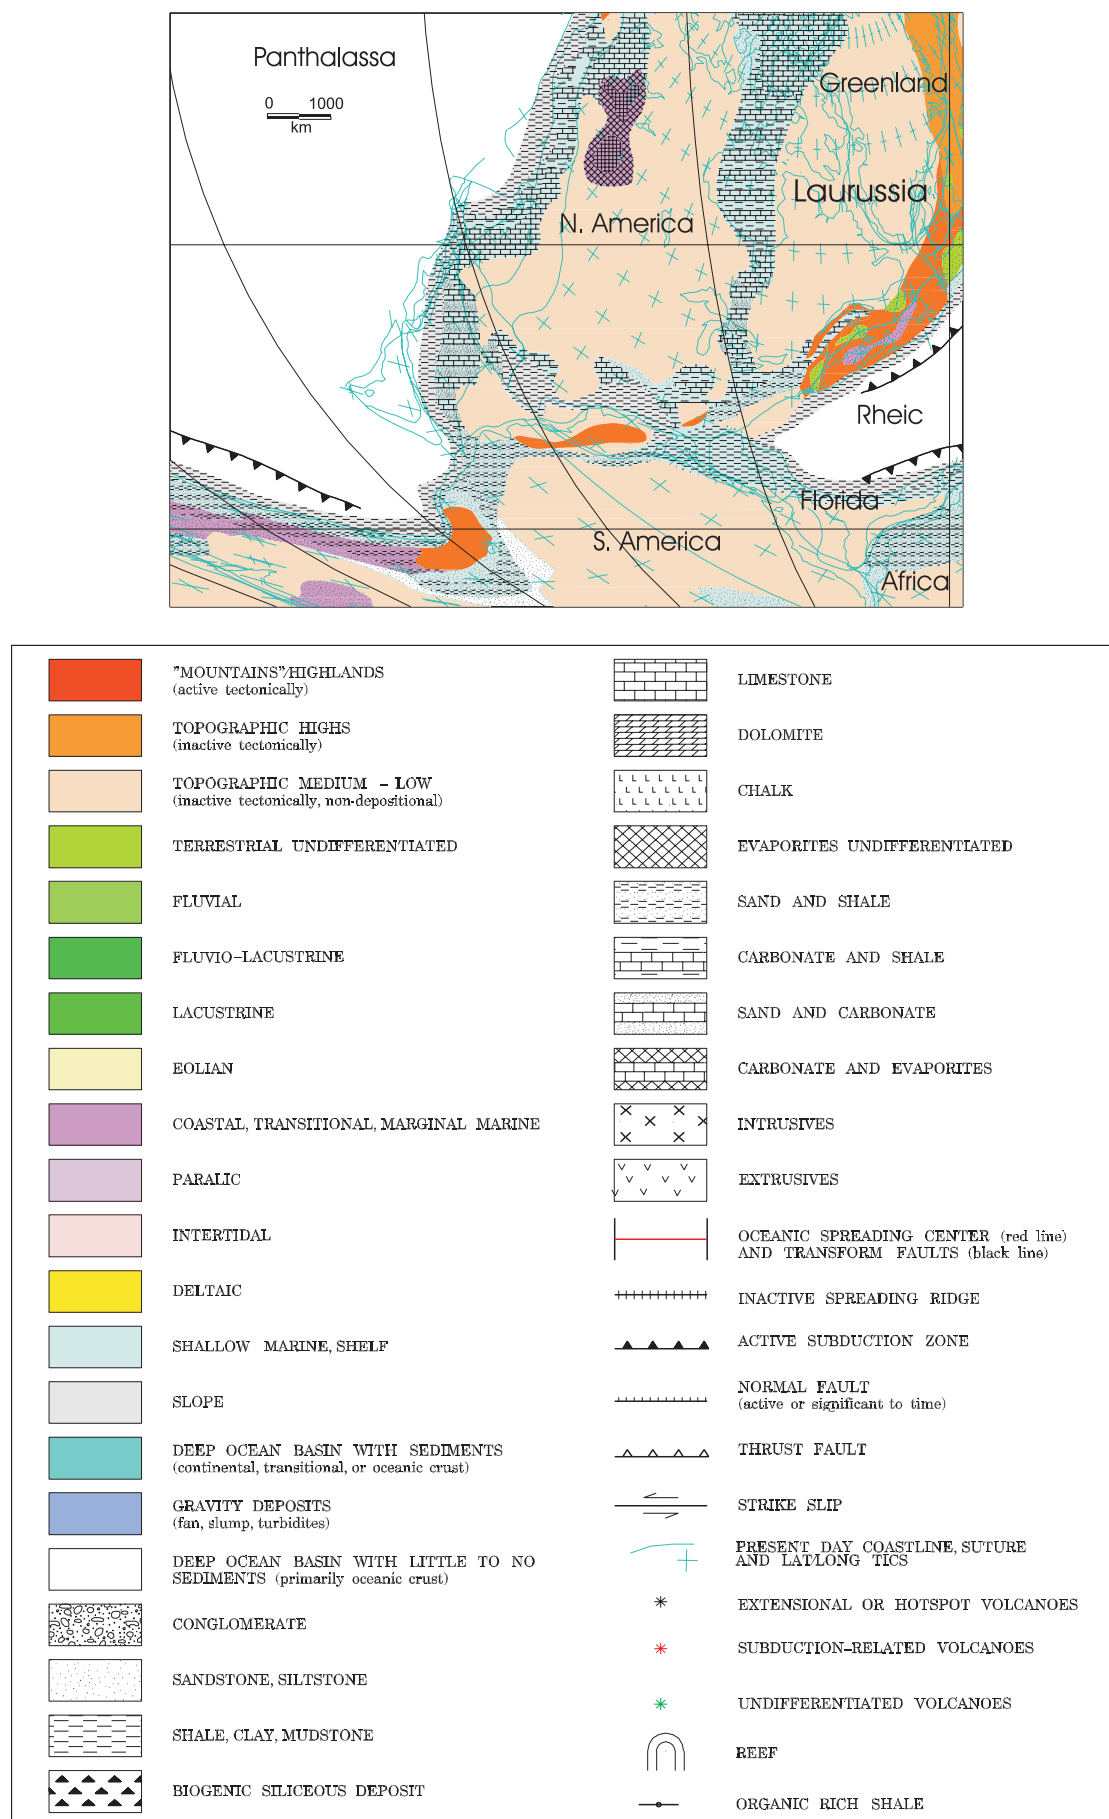 Panthalassa
0 1000
km
Greenland
Laurussia
N. America
Rheic
Florida
S. America
Africa
"MOUNTAINS"/HIGHLANDS
(active tectonically)
TOPOGRAPHIC HIGHS
(inactive tectonically)
TOPOGRAPHIC MEDIUM - LOW
(inactive tectonically, non-depositional)
TERRESTRIAL UNDIFFERENTIATED
FLUVIAL
FLUVIO-LACUSTRINE
LACUSTRINE
EOLIAN
COASTAL, TRANSITIONAL, MARGINAL MARINE
PARALIC
INTERTIDAL
DELTAIC
SHALLOW MARINE, SHELF
SLOPE
DEEP OCEAN BASIN WITH SEDIMENTS
(continental, transitional, or oceanic crust)
GRAVITY DEPOSITS
(fan, slump, turbidites)
DEEP OCEAN BASIN WITH LITTLE TO NO
SEDIMENTS (primarily oceanic crust)
CONGLOMERATE
SANDSTONE, SILTSTONE
SHALE, CLAY, MUDSTONE
BIOGENIC SILICEOUS DEPOSIT
LIMESTONE
DOLOMITE
CHALK
EVAPORITES UNDIFFERENTIATED
SAND AND SHALE
CARBONATE AND SHALE
SAND AND CARBONATE
CARBONATE AND EVAPORITES
INTRUSIVES
EXTRUSIVES
OCEANIC SPREADING CENTER (red line)
AND TRANSFORM FAULTS (black line)
INACTIVE SPREADING RIDGE
ACTIVE SUBDUCTION ZONE
NORMAL FAULT
(active or significant to time)
THRUST FAULT
STRIKE SLIP
PRESENT DAY COASTLINE, SUTURE
AND LAT/LONG TICS
EXTENSIONAL OR HOTSPOT VOLCANOES
SUBDUCTION-RELATED VOLCANOES
UNDIFFERENTIATED VOLCANOES
REEF
ORGANIC RICH SHALE